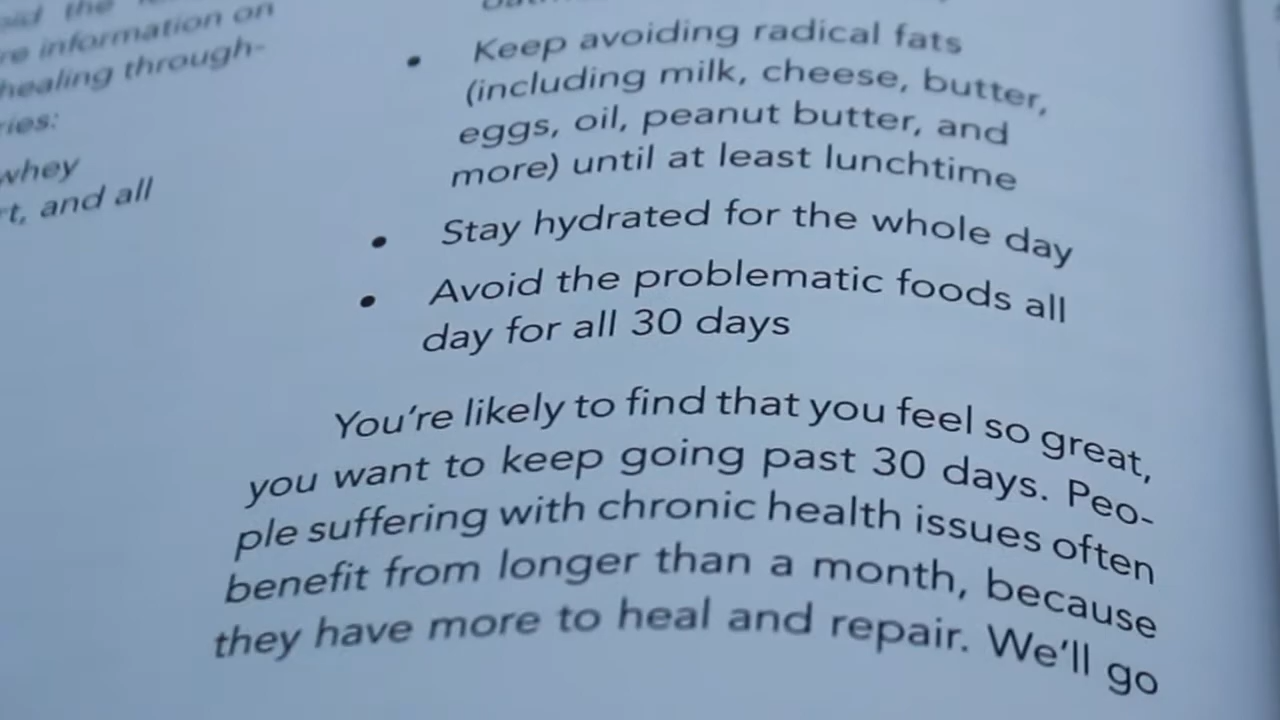 the
re information on
healing through-
ries:
whey
rt, and all
• Keep avoiding radical fats
(including milk, cheese, butter,
eggs, oil, peanut butter, and
more) until at least lunchtime
• Stay hydrated for the whole day
• Avoid the problematic foods all
day for all 30 days
You're likely to find that you feel so great,
you want to keep going past 30 days. Peo-
ple suffering with chronic health issues often
benefit from longer than a month, because
they have more to heal and repair. We'll go